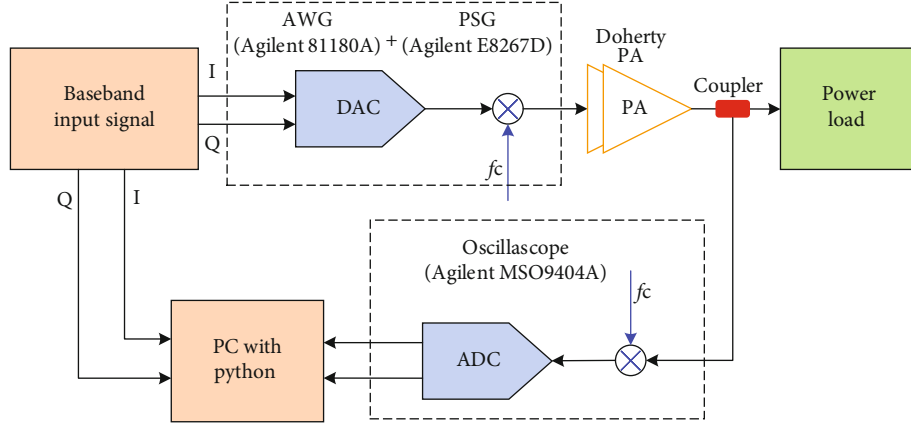 AWG PSG
(Agilent 81180A) + (Agilent E8267D)
Baseband
input signal
I
Q
DAC
fc
Doherty
PA
PA
Coupler
Power
load
Q
I
Oscillascope
(Agilent MSO9404A)
fc
ADC
PC with
python